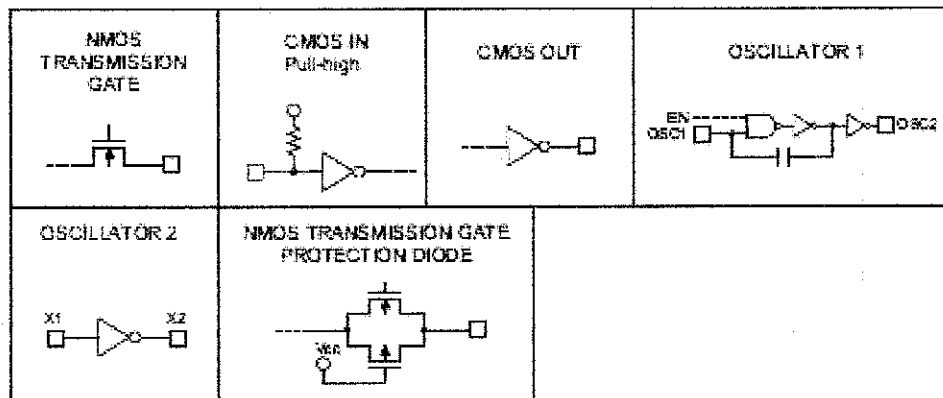 NMOS
TRANSMISSION
GATE
CMOS IN
Pull-high
CMOS OUT
OSCILLATOR 1
EN
OSC1
OSC2
OSCILLATOR 2
X1
X2
NMOS TRANSMISSION GATE
PROTECTION DIODE